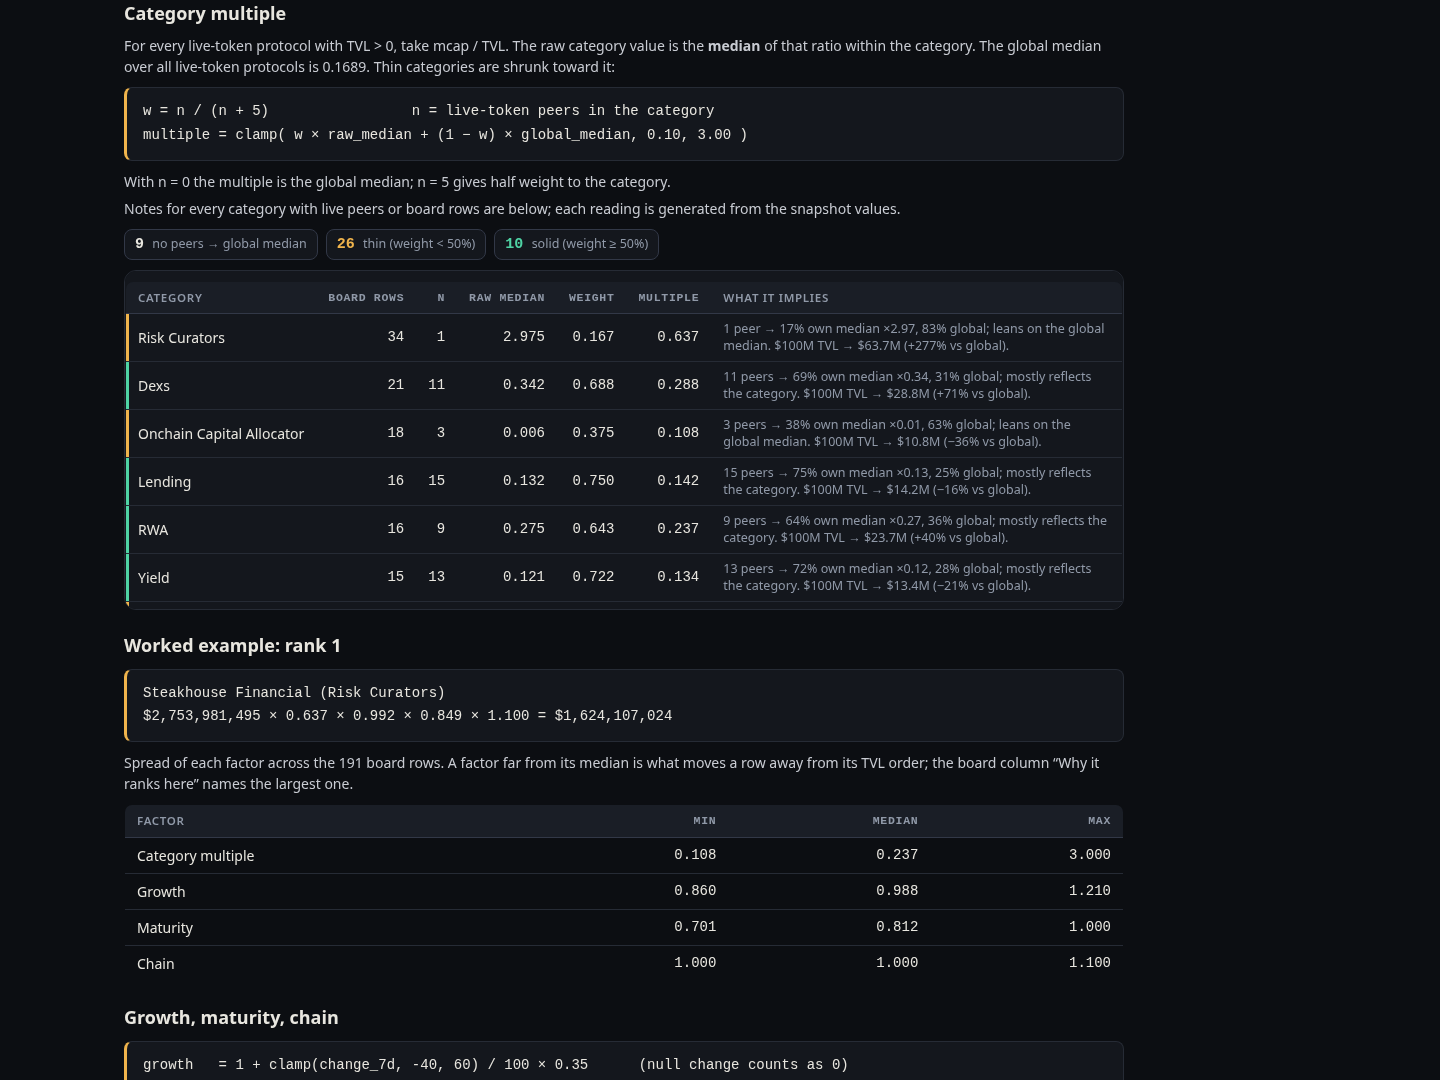 Category multiple
For every live-token protocol with TVL > 0, take mcap / TVL. The raw category value is the median of that ratio within the category. The global median
over all live-token protocols is 0.1689. Thin categories are shrunk toward it:
w = n / (n + 5)                 n = live-token peers in the category
multiple = clamp( w × raw_median + (1 − w) × global_median, 0.10, 3.00 )
With n = 0 the multiple is the global median; n = 5 gives half weight to the category.
Notes for every category with live peers or board rows are below; each reading is generated from the snapshot values.
9 no peers → global median 26 thin (weight < 50%) 10 solid (weight ≥ 50%)
CATEGORY BOARD ROWS N RAW MEDIAN WEIGHT MULTIPLE WHAT IT IMPLIES
Risk Curators 34 1 2.975 0.167 0.637 1 peer → 17% own median ×2.97, 83% global; leans on the global
median. $100M TVL → $63.7M (+277% vs global).
Dexs 21 11 0.342 0.688 0.288 11 peers → 69% own median ×0.34, 31% global; mostly reflects
the category. $100M TVL → $28.8M (+71% vs global).
Onchain Capital Allocator 18 3 0.006 0.375 0.108 3 peers → 38% own median ×0.01, 63% global; leans on the
global median. $100M TVL → $10.8M (−36% vs global).
Lending 16 15 0.132 0.750 0.142 15 peers → 75% own median ×0.13, 25% global; mostly reflects
the category. $100M TVL → $14.2M (−16% vs global).
RWA 16 9 0.275 0.643 0.237 9 peers → 64% own median ×0.27, 36% global; mostly reflects the
category. $100M TVL → $23.7M (+40% vs global).
Yield 15 13 0.121 0.722 0.134 13 peers → 72% own median ×0.12, 28% global; mostly reflects
the category. $100M TVL → $13.4M (−21% vs global).
Worked example: rank 1
Steakhouse Financial (Risk Curators)
$2,753,981,495 × 0.637 × 0.992 × 0.849 × 1.100 = $1,624,107,024
Spread of each factor across the 191 board rows. A factor far from its median is what moves a row away from its TVL order; the board column “Why it
ranks here” names the largest one.
FACTOR MIN MEDIAN MAX
Category multiple 0.108 0.237 3.000
Growth 0.860 0.988 1.210
Maturity 0.701 0.812 1.000
Chain 1.000 1.000 1.100
Growth, maturity, chain
growth   = 1 + clamp(change_7d, -40, 60) / 100 × 0.35      (null change counts as 0)